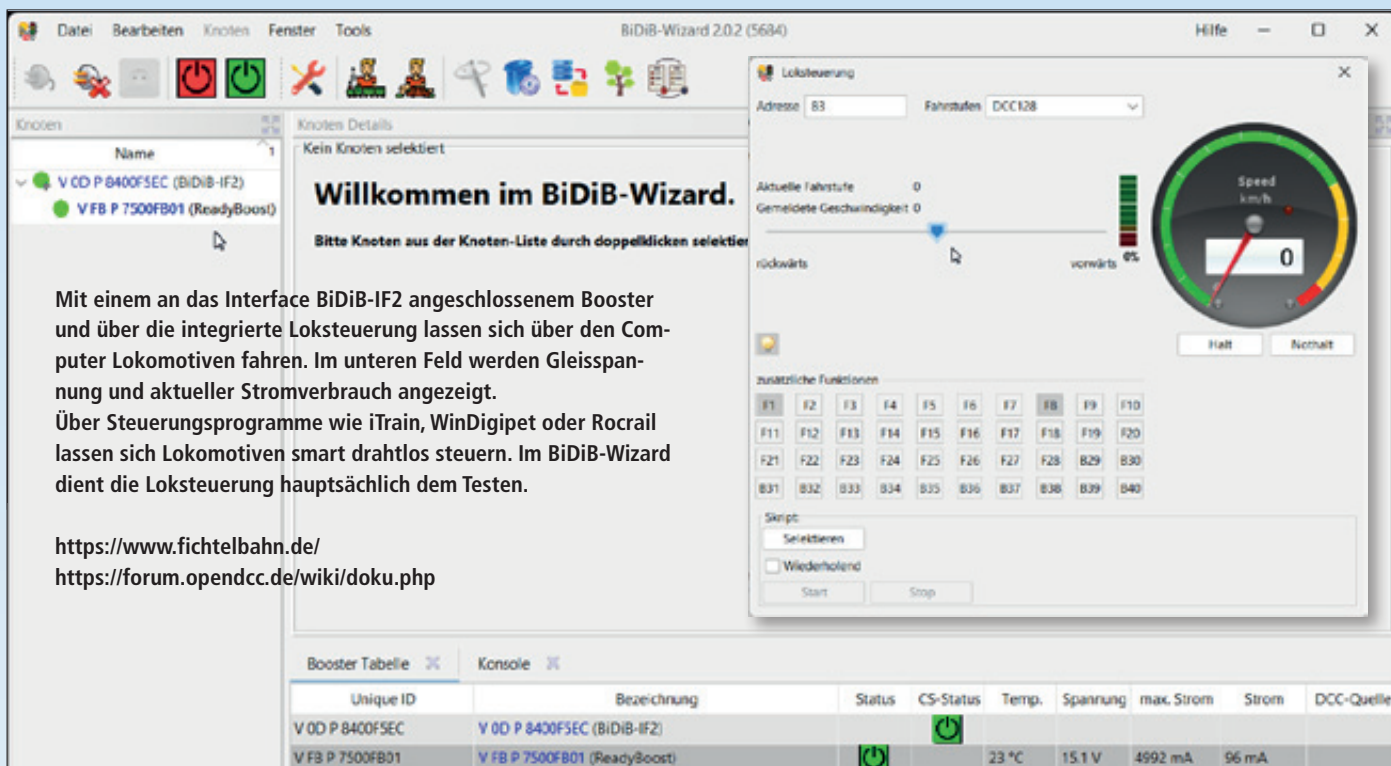 Datei Bearbeiten Knoten Fenster Tools BiDiB-Wizard 2.0.2 (5684) Hilfe
Knoten
Name 1
V 0D P 8400F5EC (BiDiB-IF2)
V FB P 7500FB01 (ReadyBoost)
Knoten Details
Kein Knoten selektiert
Willkommen im BiDiB-Wizard.
Bitte Knoten aus der Knoten-Liste durch doppelklicken selektier
Mit einem an das Interface BiDiB-IF2 angeschlossenem Booster
und über die integrierte Loksteuerung lassen sich über den Com-
puter Lokomotiven fahren. Im unteren Feld werden Gleisspan-
nung und aktueller Stromverbrauch angezeigt.
Über Steuerungsprogramme wie iTrain, WinDigipet oder Rocrail
lassen sich Lokomotiven smart drahtlos steuern. Im BiDiB-Wizard
dient die Loksteuerung hauptsächlich dem Testen.
https://www.fichtelbahn.de/
https://forum.opendcc.de/wiki/doku.php
Loksteuerung
Adresse 83 Fahrstufen DCC128
Aktuelle Fahrstufe 0
Gemeldete Geschwindigkeit 0
rückwärts vorwärts 0%
Speed
km/h
0
Halt Nothalt
zusätzliche Funktionen
F1 F2 F3 F4 F5 F6 F7 F8 F9 F10
F11 F12 F13 F14 F15 F16 F17 F18 F19 F20
F21 F22 F23 F24 F25 F26 F27 F28 B29 B30
B31 B32 B33 B34 B35 B36 B37 B38 B39 B40
Skript:
Selektieren
Wiederholend
Start Stop
Booster Tabelle Konsole
Unique ID Bezeichnung Status CS-Status Temp. Spannung max. Strom Strom DCC-Quelle
V 0D P 8400F5EC V 0D P 8400F5EC (BiDiB-IF2)
V FB P 7500FB01 V FB P 7500FB01 (ReadyBoost) 23 °C 15.1 V 4992 mA 96 mA